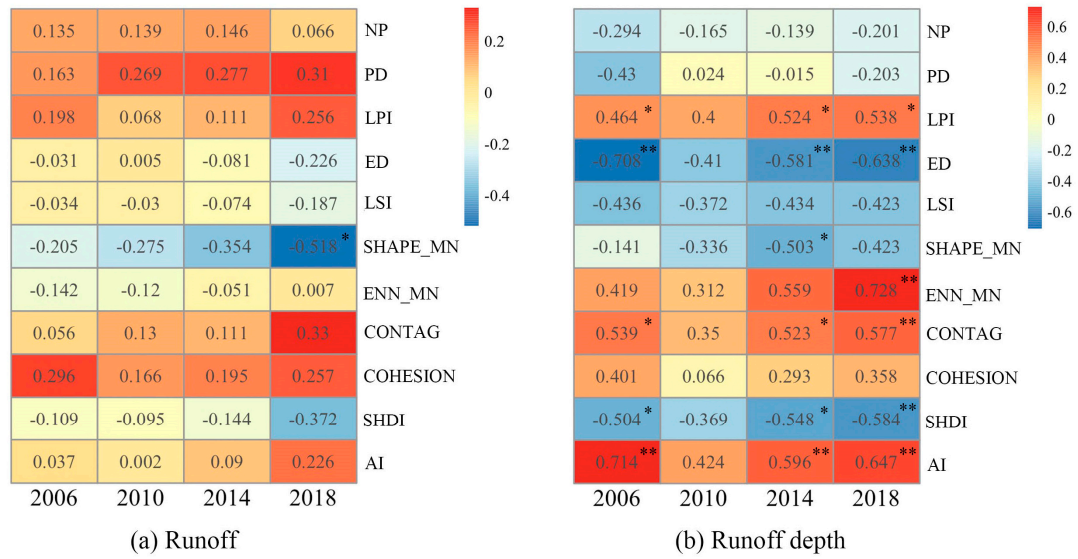 0.135 0.139 0.146 0.066 NP
0.163 0.269 0.277 0.31 PD
0.198 0.068 0.111 0.256 LPI
-0.031 0.005 -0.081 -0.226 ED
-0.034 -0.03 -0.074 -0.187 LSI
-0.205 -0.275 -0.354 -0.518* SHAPE_MN
-0.142 -0.12 -0.051 0.007 ENN_MN
0.056 0.13 0.111 0.33 CONTAG
0.296 0.166 0.195 0.257 COHESION
-0.109 -0.095 -0.144 -0.372 SHDI
0.037 0.002 0.09 0.226 AI
2006 2010 2014 2018
0.2
0
-0.2
-0.4
(a) Runoff
-0.294 -0.165 -0.139 -0.201 NP
-0.43 0.024 -0.015 -0.203 PD
0.464* 0.4 0.524* 0.538* LPI
-0.708** -0.41 -0.581** -0.638** ED
-0.436 -0.372 -0.434 -0.423 LSI
-0.141 -0.336 -0.503* -0.423 SHAPE_MN
0.419 0.312 0.559 0.728** ENN_MN
0.539* 0.35 0.523* 0.577** CONTAG
0.401 0.066 0.293 0.358 COHESION
-0.504* -0.369 -0.548* -0.584** SHDI
0.714** 0.424 0.596** 0.647** AI
2006 2010 2014 2018
0.6
0.4
0.2
0
-0.2
-0.4
-0.6
(b) Runoff depth